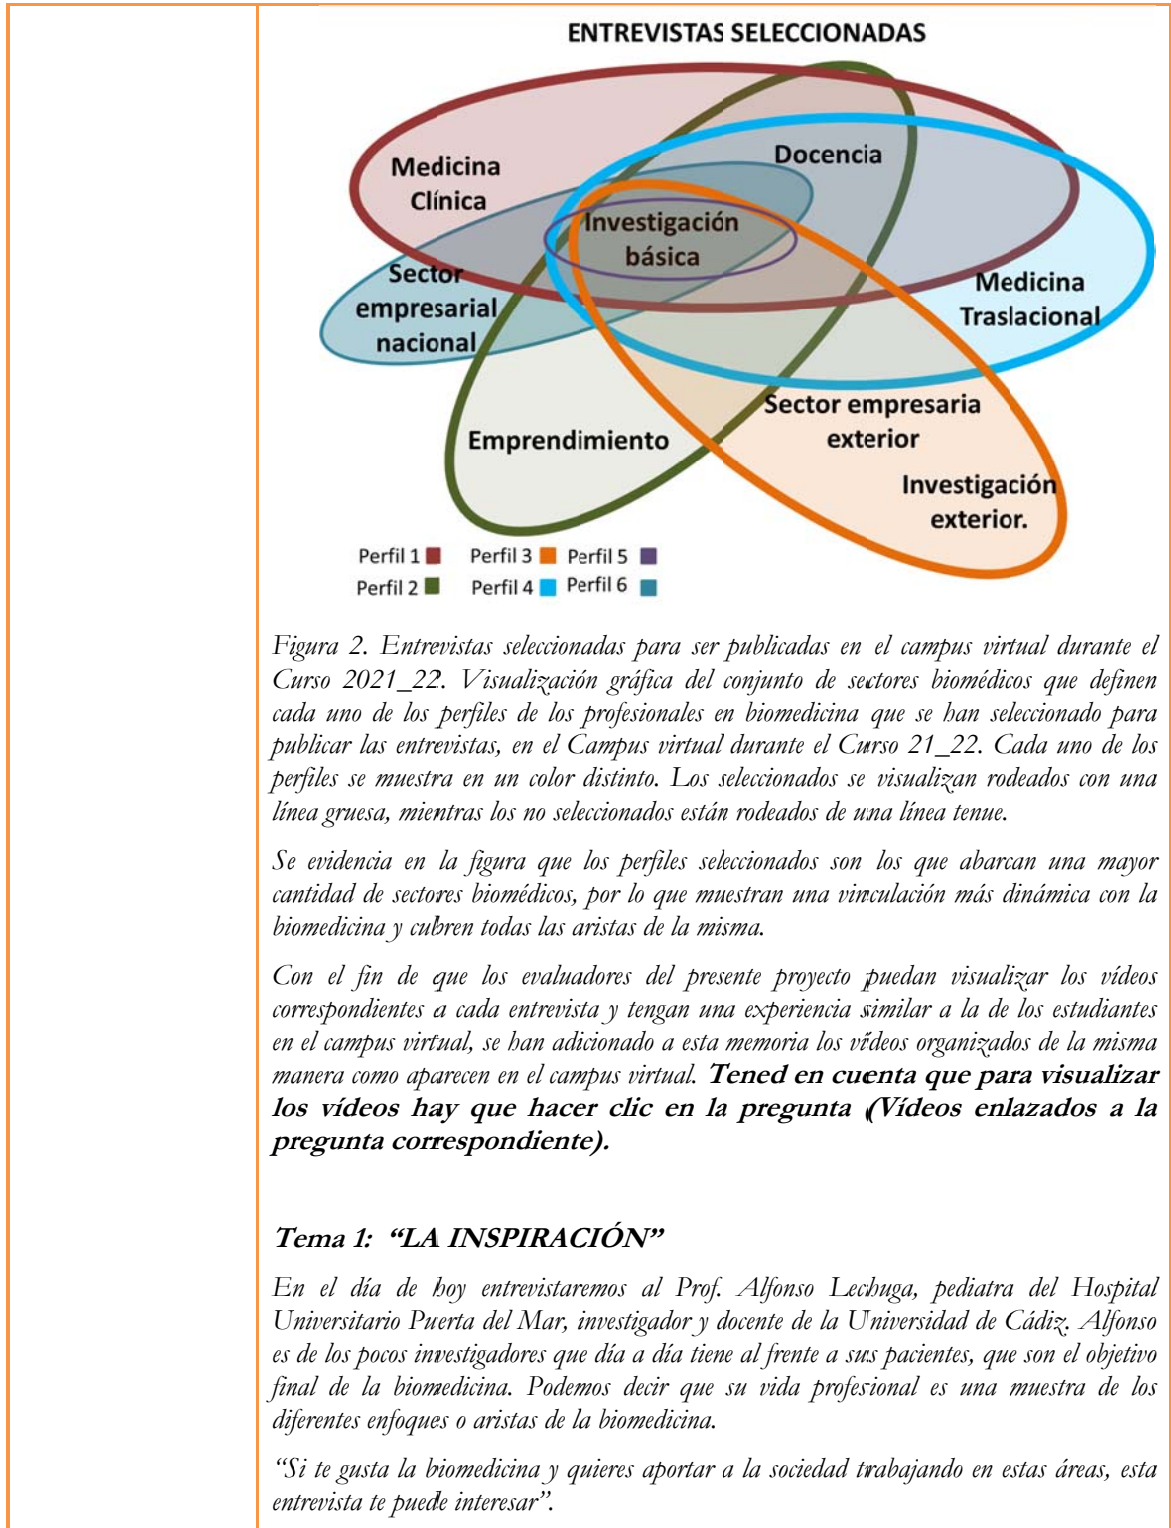 ENTREVISTAS SELECCIONADAS
Medicina
Clínica
Docencia
Investigación
básica
Sector
empresarial
nacional
Medicina
Traslacional
Emprendimiento
Sector empresaria
exterior
Investigación
exterior.
Perfil 1 Perfil 3 Perfil 5
Perfil 2 Perfil 4 Perfil 6
Figura 2. Entrevistas seleccionadas para ser publicadas en el campus virtual durante el
Curso 2021_22. Visualización gráfica del conjunto de sectores biomédicos que definen
cada uno de los perfiles de los profesionales en biomedicina que se han seleccionado para
publicar las entrevistas, en el Campus virtual durante el Curso 21_22. Cada uno de los
perfiles se muestra en un color distinto. Los seleccionados se visualizan rodeados con una
línea gruesa, mientras los no seleccionados están rodeados de una línea tenue.
Se evidencia en la figura que los perfiles seleccionados son los que abarcan una mayor
cantidad de sectores biomédicos, por lo que muestran una vinculación más dinámica con la
biomedicina y cubren todas las aristas de la misma.
Con el fin de que los evaluadores del presente proyecto puedan visualizar los vídeos
correspondientes a cada entrevista y tengan una experiencia similar a la de los estudiantes
en el campus virtual, se han adicionado a esta memoria los vídeos organizados de la misma
manera como aparecen en el campus virtual. Tened en cuenta que para visualizar
los vídeos hay que hacer clic en la pregunta (Vídeos enlazados a la
pregunta correspondiente).
Tema 1: “LA INSPIRACIÓN”
En el día de hoy entrevistaremos al Prof. Alfonso Lechuga, pediatra del Hospital
Universitario Puerta del Mar, investigador y docente de la Universidad de Cádiz. Alfonso
es de los pocos investigadores que día a día tiene al frente a sus pacientes, que son el objetivo
final de la biomedicina. Podemos decir que su vida profesional es una muestra de los
diferentes enfoques o aristas de la biomedicina.
“Si te gusta la biomedicina y quieres aportar a la sociedad trabajando en estas áreas, esta
entrevista te puede interesar”.